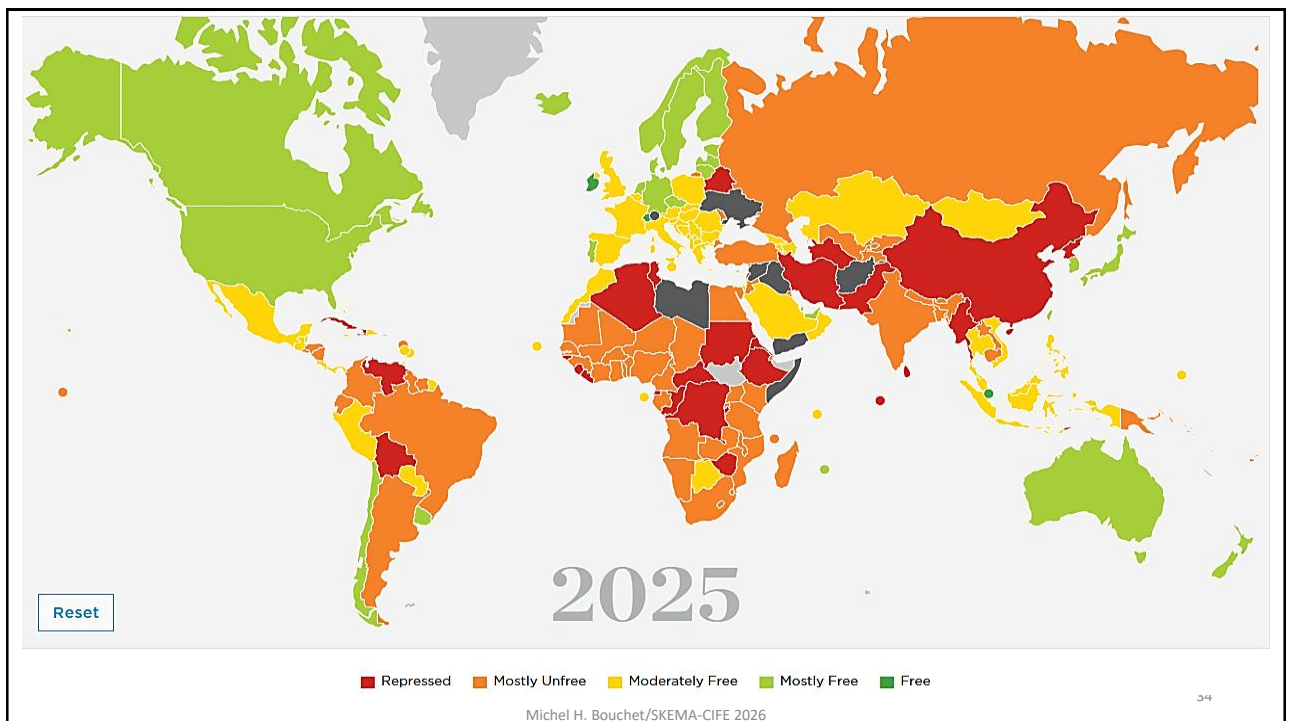 2025
Reset
Repressed Mostly Unfree Moderately Free Mostly Free Free
Michel H. Bouchet/SKEMA-CIFE 2026